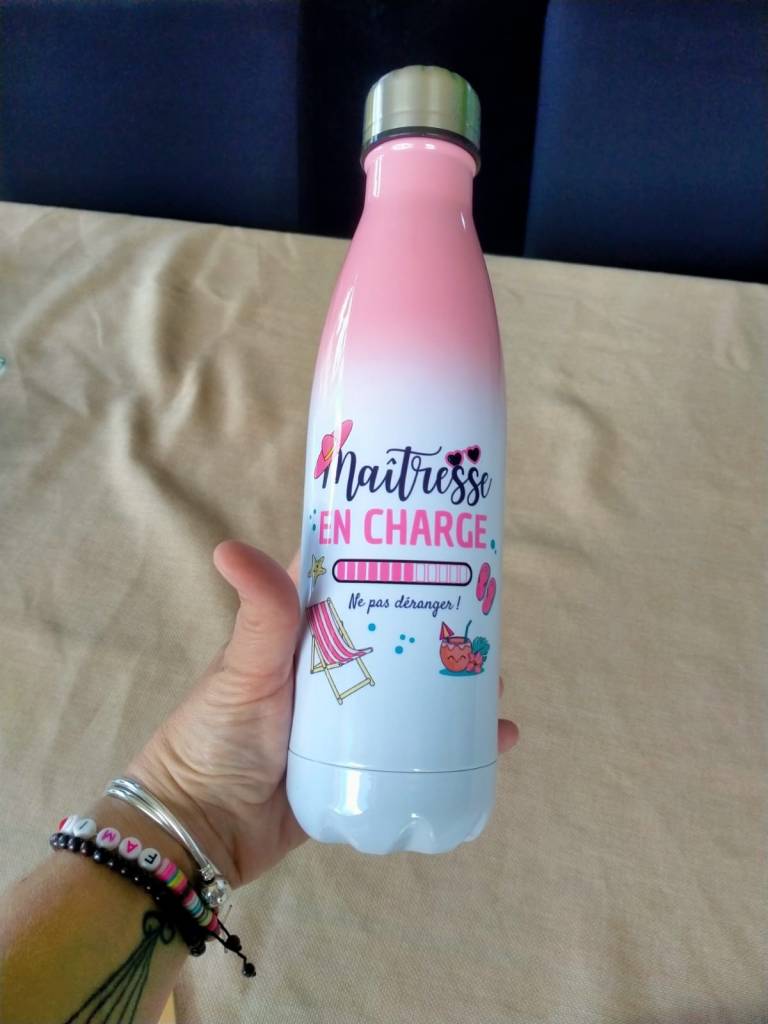 Maîtresse
EN CHARGE
Ne pas déranger !